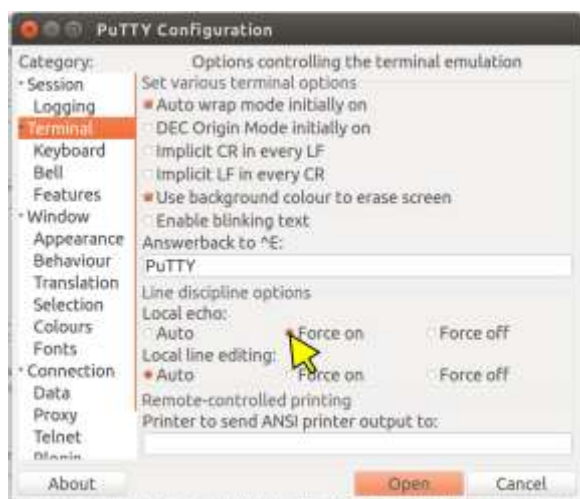 PuTTY Configuration
Category:
Options controlling the terminal emulation
Session
Logging
Terminal
Keyboard
Bell
Features
Window
Appearance
Behaviour
Translation
Selection
Colours
Fonts
Connection
Data
Proxy
Telnet
Set various terminal options
Auto wrap mode initially on
DEC Origin Mode initially on
Implicit CR in every LF
Implicit LF in every CR
Use background colour to erase screen
Enable blinking text
Answerback to ^E:
PuTTY
Line discipline options
Local echo:
Auto Force on Force off
Local line editing:
Auto Force on Force off
Remote-controlled printing
Printer to send ANSI printer output to:
About Open Cancel